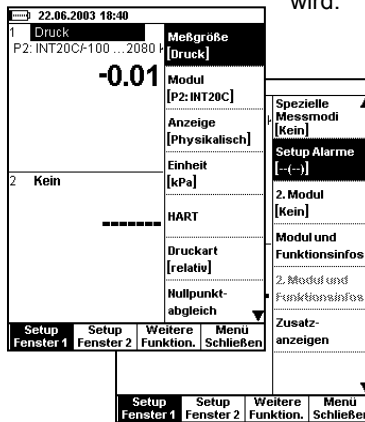 wird.
22.06.2003 18:40
1 Druck
P2: INT20C/-100 ...2080 k
-0.01
2 Kein
-------
Meßgröße
[Druck]
Modul
[P2: INT20C]
Anzeige
[Physikalisch]
Einheit
[kPa]
HART
Druckart
[relativ]
Nullpunkt-
abgleich
Setup Fenster 1
Setup Fenster 2
Weitere Funktion.
Menü Schließen
Spezielle
Messmodi
[Kein]
Setup Alarme
[--(--)]
2. Modul
[Kein]
Modul und
Funktionsinfos
2. Modul und
Funktionsinfos
Zusatz-
anzeigen
Setup Fenster 1
Setup Fenster 2
Weitere Funktion.
Menü Schließen